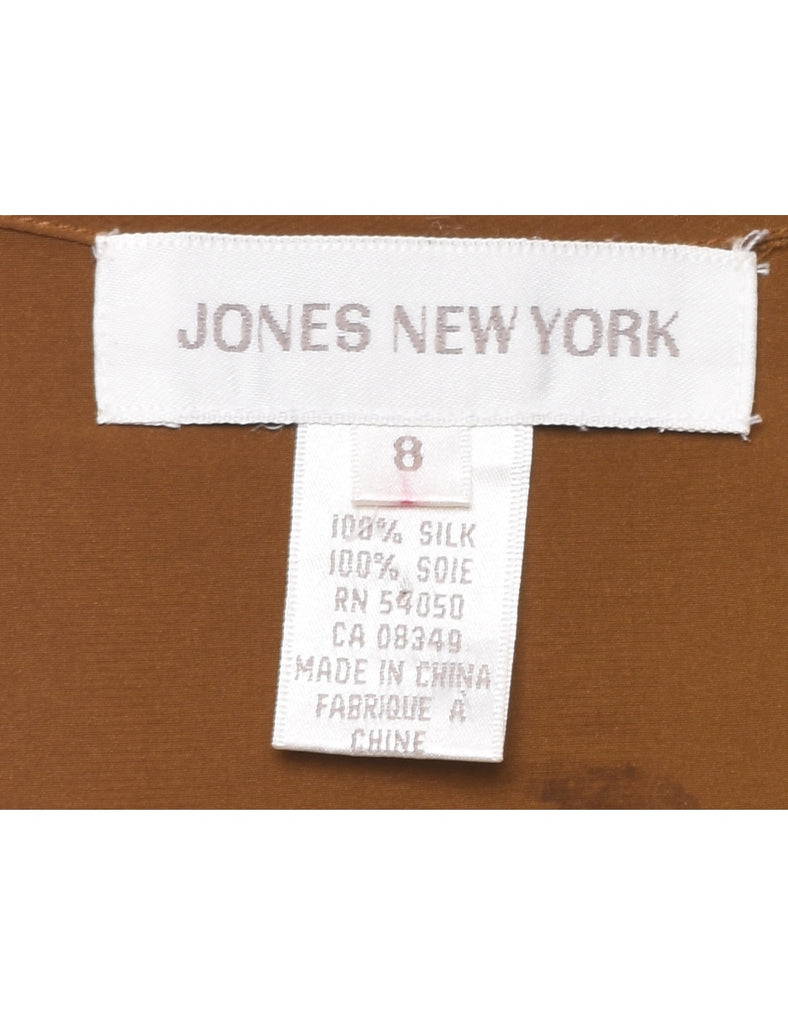 JONES NEW YORK
8
100% SILK
100% SOIE
RN 54050
CA 08349
MADE IN CHINA
FABRIQUE À
CHINE